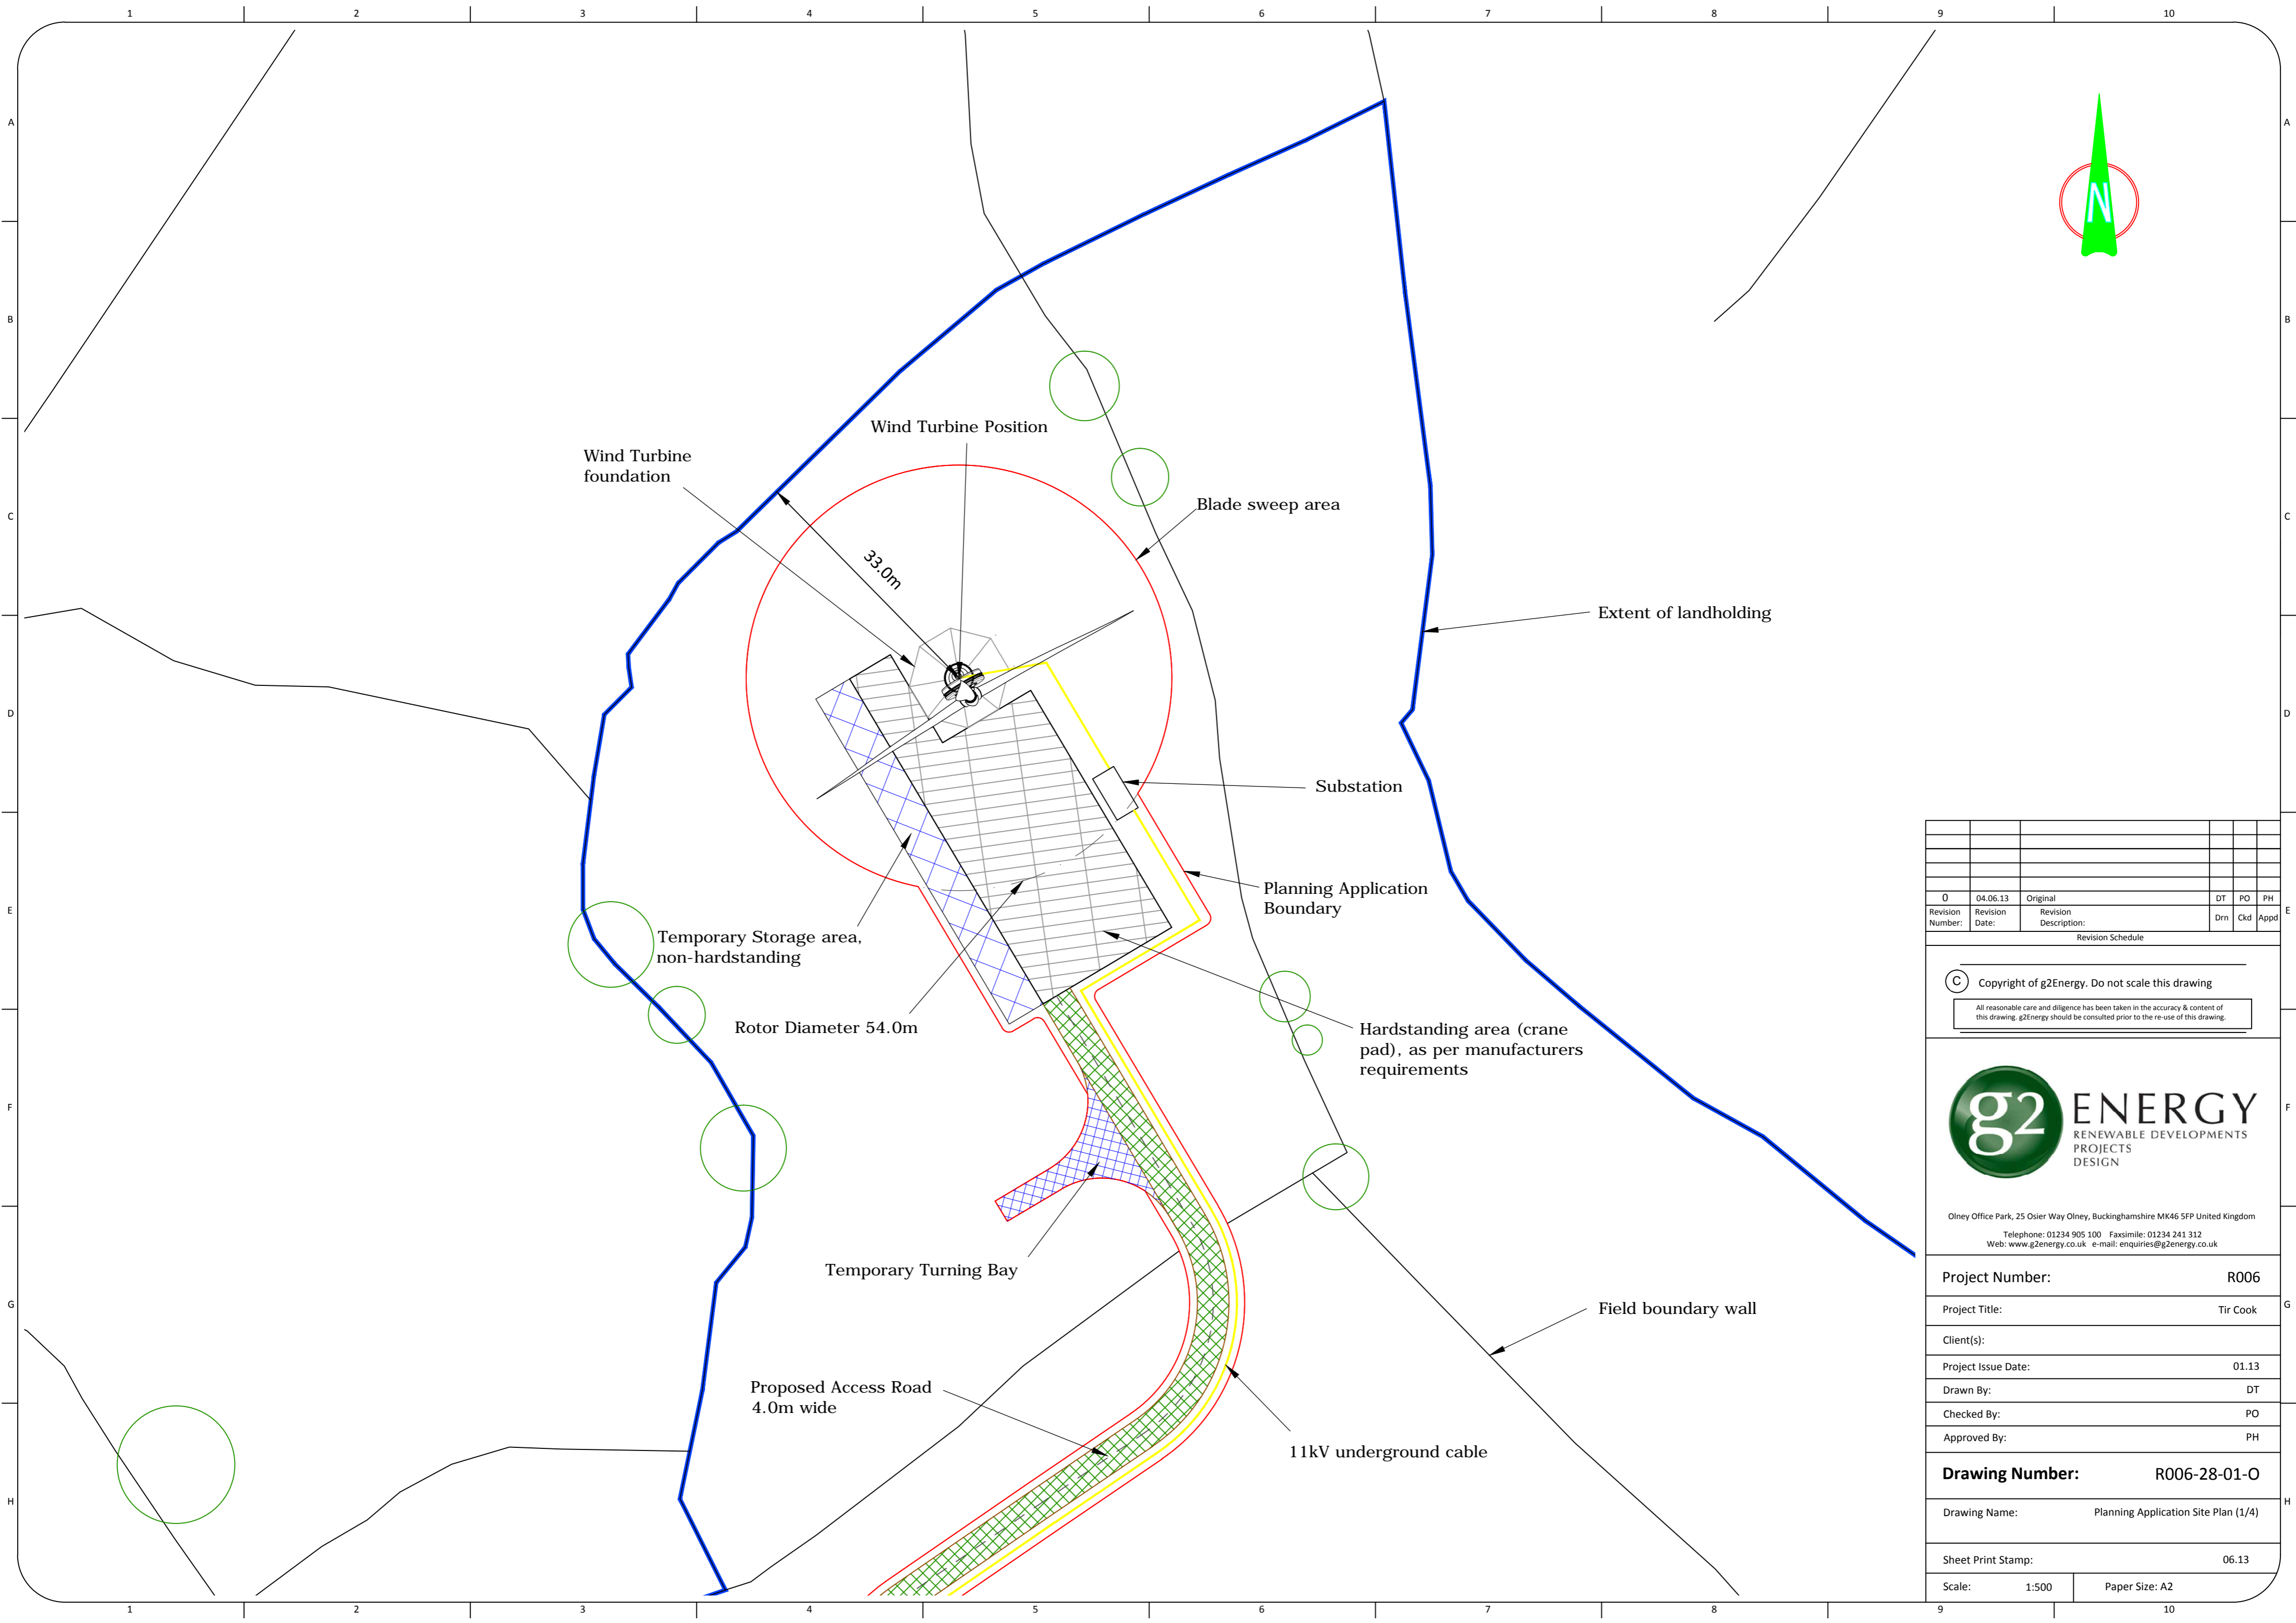 1 2 3 4 5 6 7 8 9 10
A A
B B
C C
D D
E E
F F
G G
H H
N
Wind Turbine Position
Wind Turbine
foundation
Blade sweep area
33.0m
Extent of landholding
Substation
Planning Application
Boundary
Temporary Storage area,
non-hardstanding
Rotor Diameter 54.0m
Hardstanding area (crane
pad), as per manufacturers
requirements
Temporary Turning Bay
Field boundary wall
Proposed Access Road
4.0m wide
11kV underground cable
0 04.06.13 Original DT PO PH
Revision Number: Revision Date: Revision Description: Drn Ckd Appd
Revision Schedule
C Copyright of g2Energy. Do not scale this drawing
All reasonable care and diligence has been taken in the accuracy & content of
this drawing. g2Energy should be consulted prior to the re-use of this drawing.
g2 ENERGY
RENEWABLE DEVELOPMENTS
PROJECTS
DESIGN
Olney Office Park, 25 Osier Way Olney, Buckinghamshire MK46 5FP United Kingdom
Telephone: 01234 905 100 Faxsimile: 01234 241 312
Web: www.g2energy.co.uk e-mail: enquiries@g2energy.co.uk
Project Number: R006
Project Title: Tir Cook
Client(s):
Project Issue Date: 01.13
Drawn By: DT
Checked By: PO
Approved By: PH
Drawing Number: R006-28-01-O
Drawing Name: Planning Application Site Plan (1/4)
Sheet Print Stamp: 06.13
Scale: 1:500 Paper Size: A2
1 2 3 4 5 6 7 8 9 10